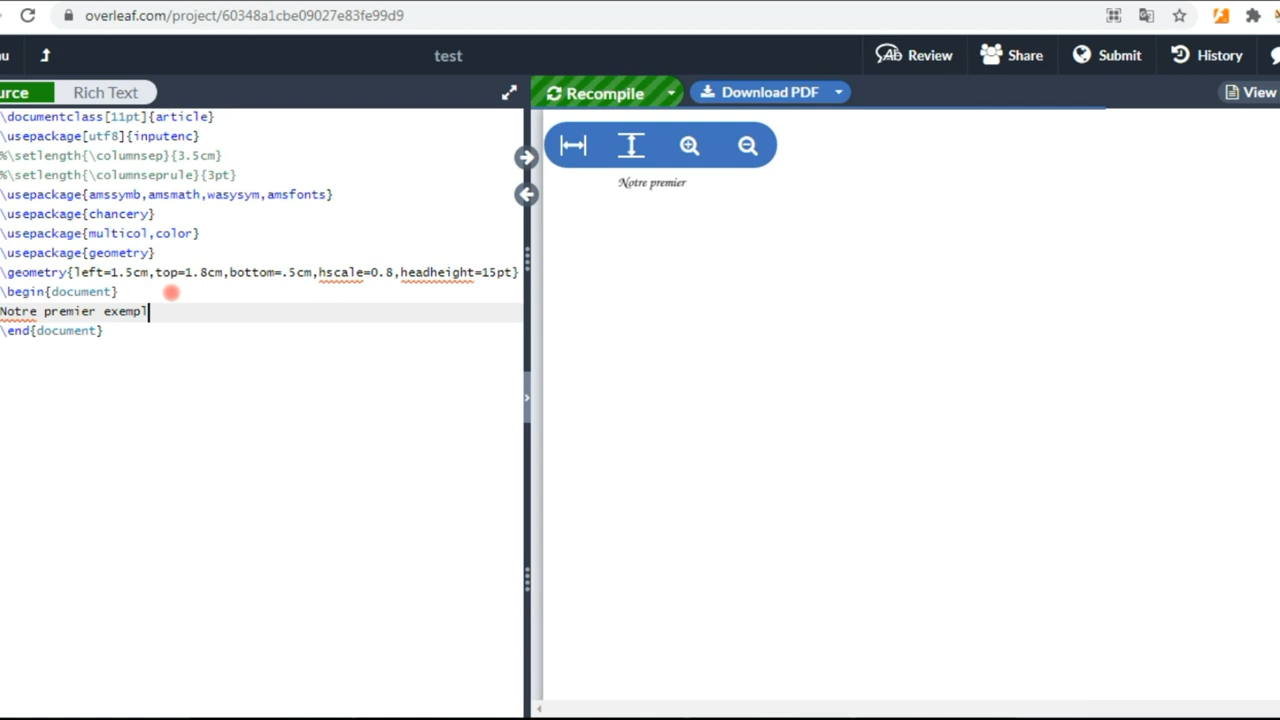 overleaf.com/project/60348a1cbe09027e83fe99d9
nu
test
Review
Share
Submit
History
urce
Rich Text
Recompile
Download PDF
View
\documentclass[11pt]{article}
\usepackage[utf8]{inputenc}
%\setlength{\columnsep}{3.5cm}
%\setlength{\columnseprule}{3pt}
\usepackage{amssymb,amsmath,wasysym,amsfonts}
\usepackage{chancery}
\usepackage{multicol,color}
\usepackage{geometry}
\geometry{left=1.5cm,top=1.8cm,bottom=.5cm,hscale=0.8,headheight=15pt}
\begin{document}
Notre premier exempl
\end{document}
Notre premier